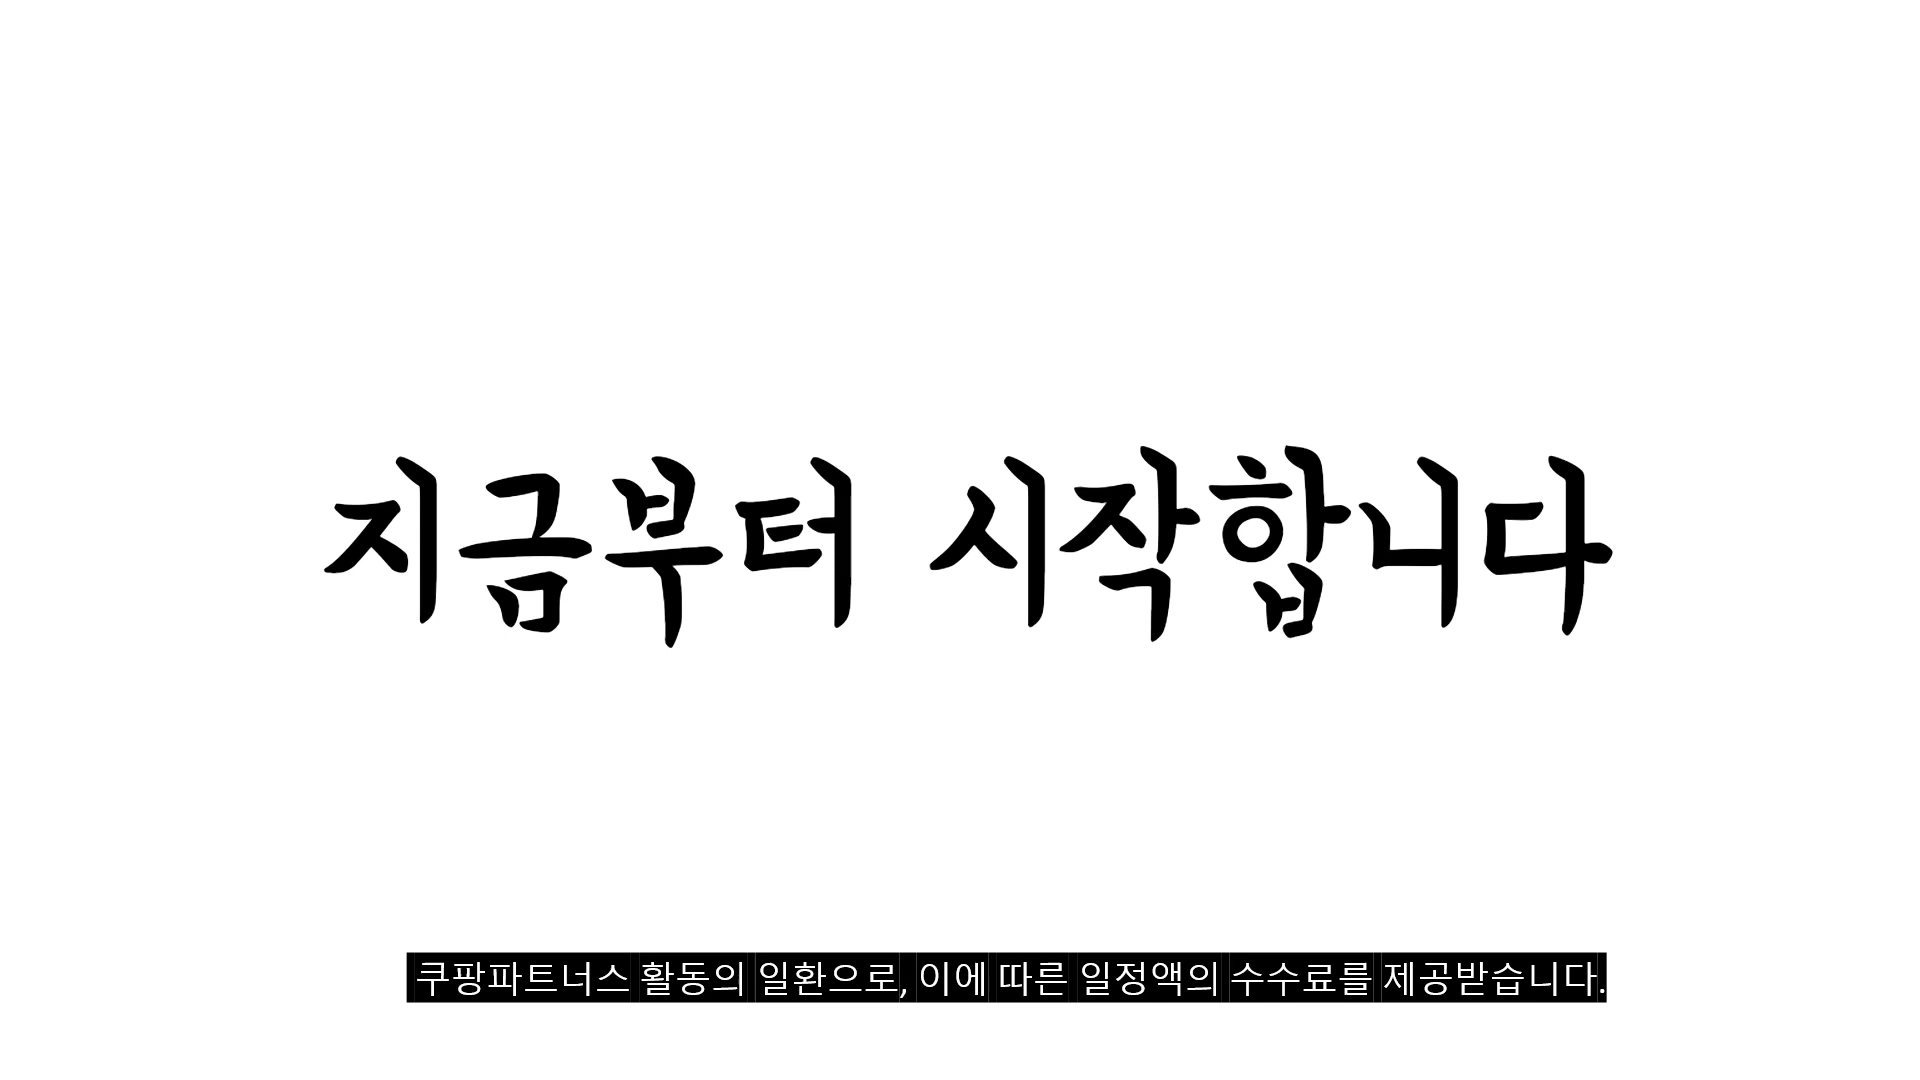 지금부터 시작합니다
쿠팡파트너스 활동의 일환으로, 이에 따른 일정액의 수수료를 제공받습니다.